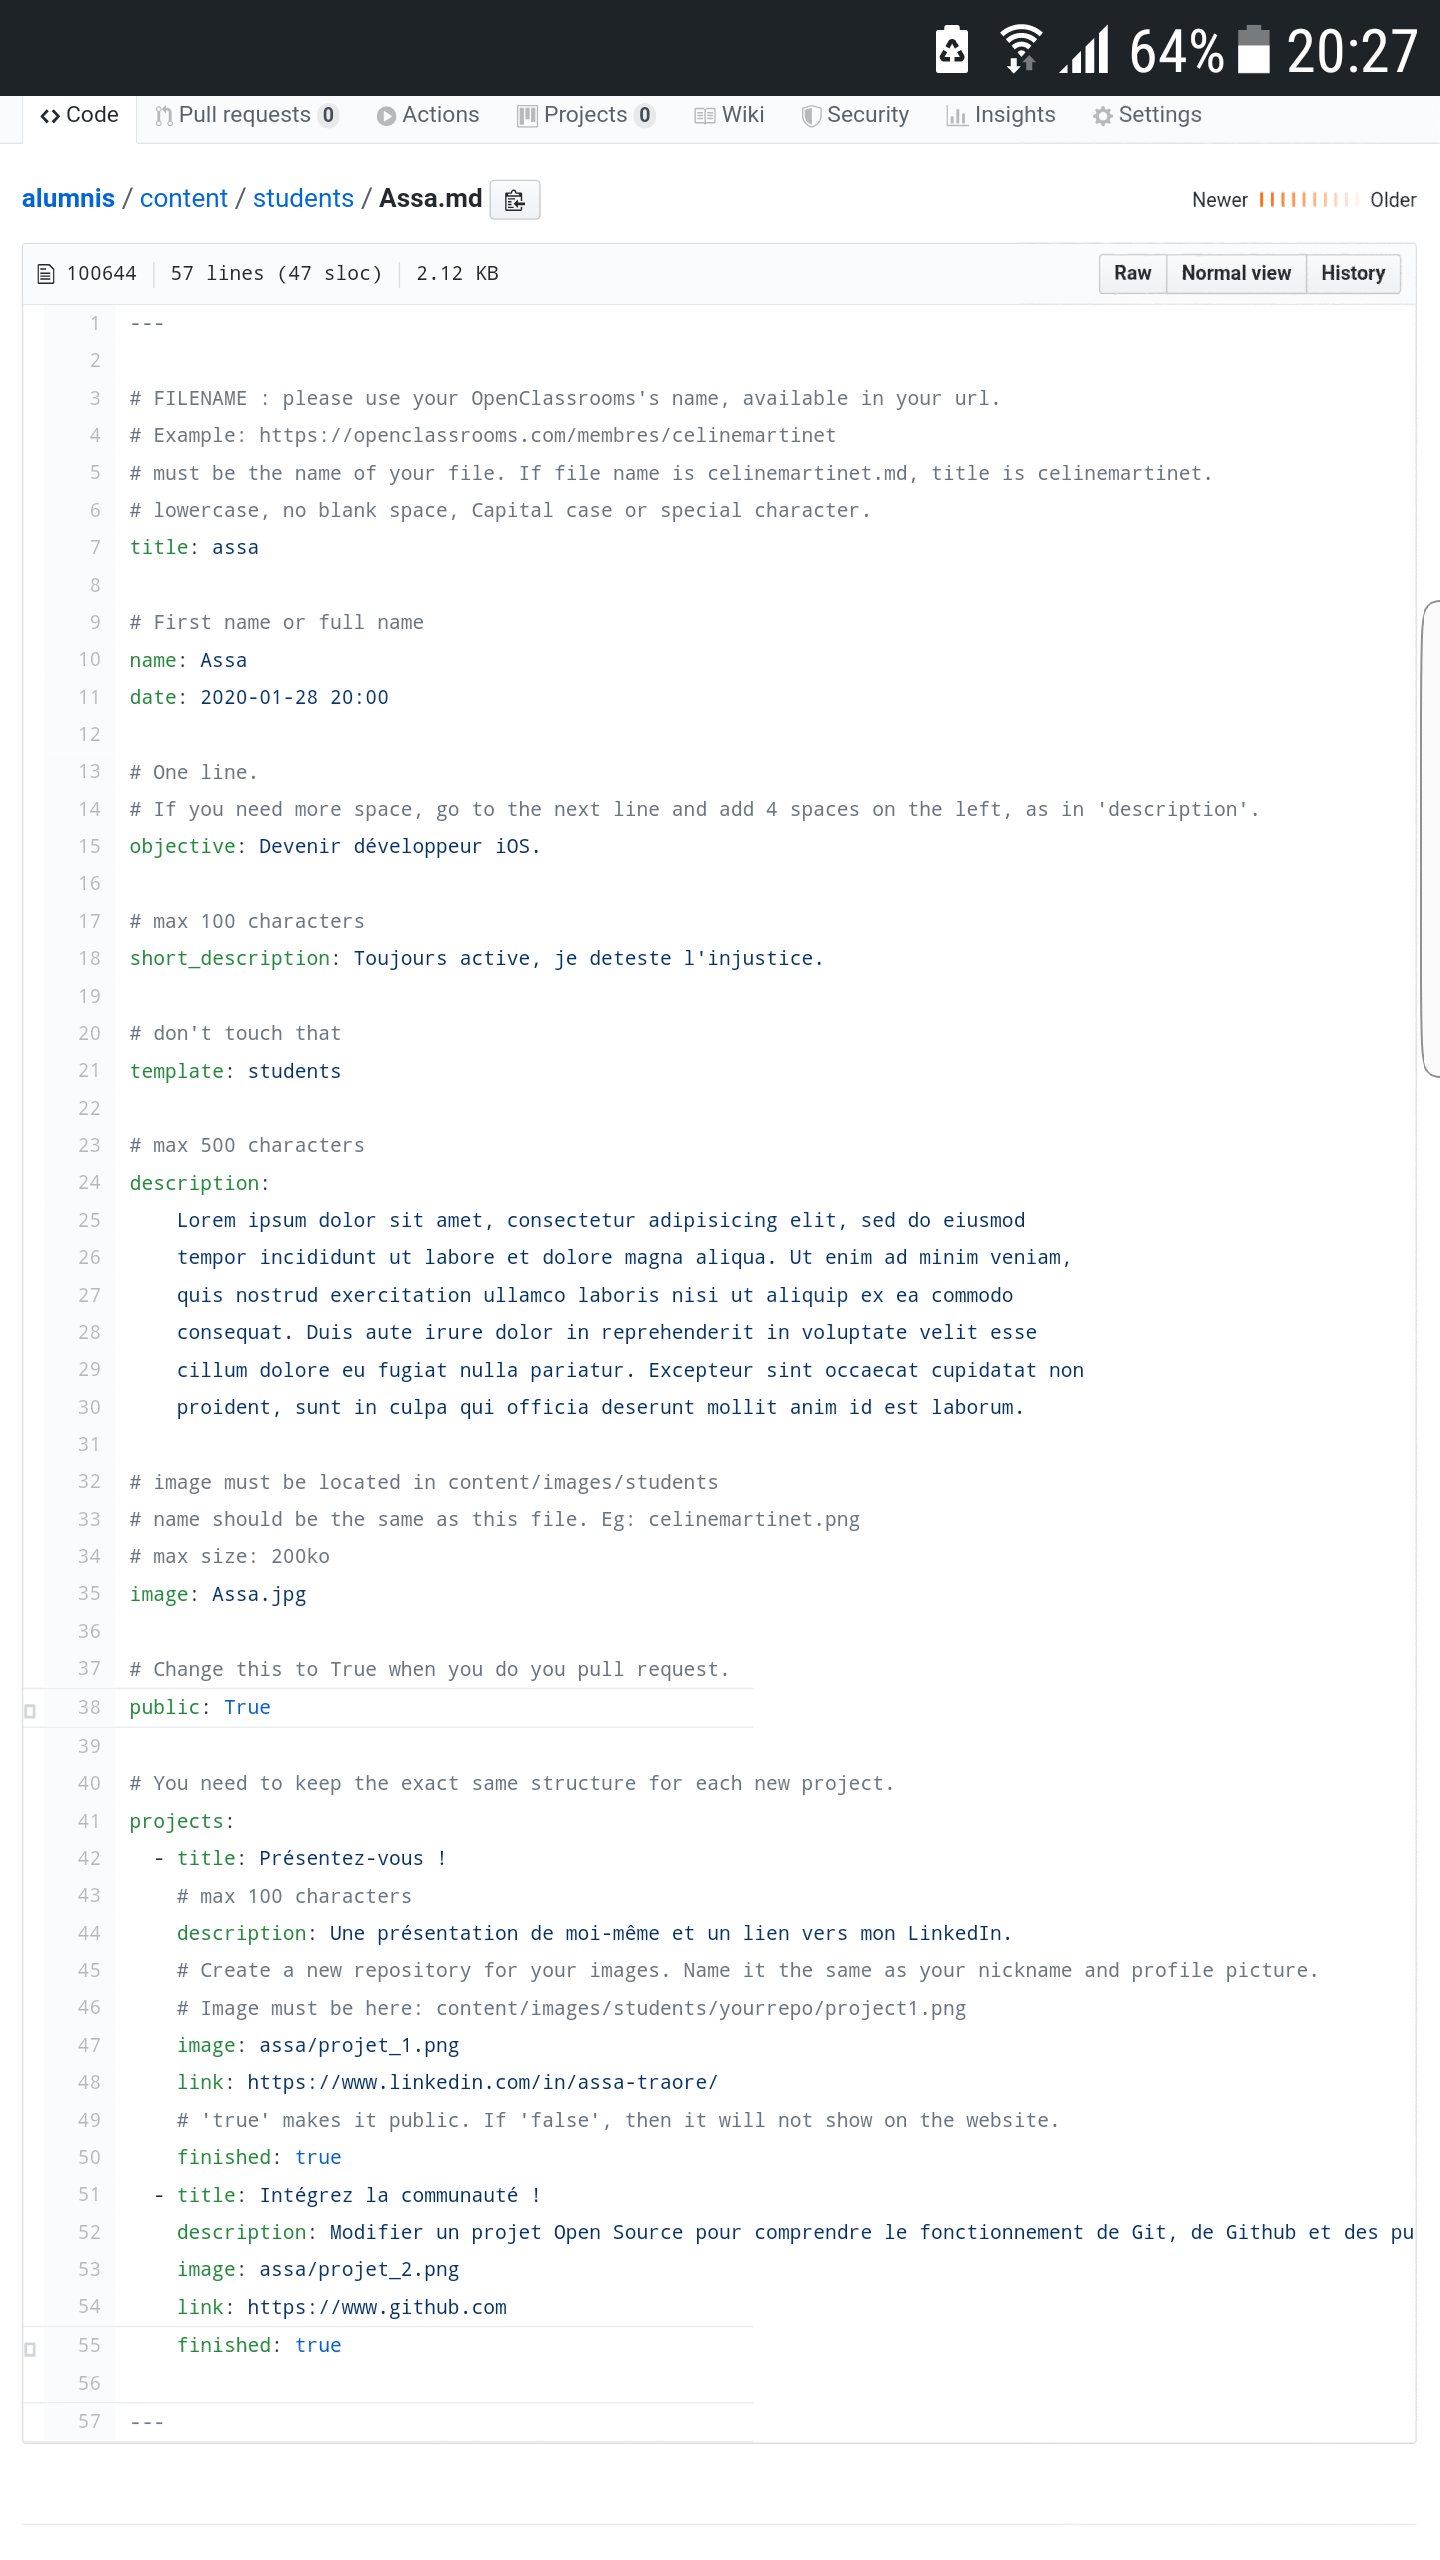 64% 20:27
Code Pull requests 0 Actions Projects 0 Wiki Security Insights Settings
alumnis / content / students / Assa.md Newer Older
100644 57 lines (47 sloc) 2.12 KB Raw Normal view History
1 ---
2
3 # FILENAME : please use your OpenClassrooms's name, available in your url.
4 # Example: https://openclassrooms.com/membres/celinemartinet
5 # must be the name of your file. If file name is celinemartinet.md, title is celinemartinet.
6 # lowercase, no blank space, Capital case or special character.
7 title: assa
8
9 # First name or full name
10 name: Assa
11 date: 2020-01-28 20:00
12
13 # One line.
14 # If you need more space, go to the next line and add 4 spaces on the left, as in 'description'.
15 objective: Devenir développeur iOS.
16
17 # max 100 characters
18 short_description: Toujours active, je deteste l'injustice.
19
20 # don't touch that
21 template: students
22
23 # max 500 characters
24 description:
25     Lorem ipsum dolor sit amet, consectetur adipisicing elit, sed do eiusmod
26     tempor incididunt ut labore et dolore magna aliqua. Ut enim ad minim veniam,
27     quis nostrud exercitation ullamco laboris nisi ut aliquip ex ea commodo
28     consequat. Duis aute irure dolor in reprehenderit in voluptate velit esse
29     cillum dolore eu fugiat nulla pariatur. Excepteur sint occaecat cupidatat non
30     proident, sunt in culpa qui officia deserunt mollit anim id est laborum.
31
32 # image must be located in content/images/students
33 # name should be the same as this file. Eg: celinemartinet.png
34 # max size: 200ko
35 image: Assa.jpg
36
37 # Change this to True when you do you pull request.
38 public: True
39
40 # You need to keep the exact same structure for each new project.
41 projects:
42   - title: Présentez-vous !
43     # max 100 characters
44     description: Une présentation de moi-même et un lien vers mon LinkedIn.
45     # Create a new repository for your images. Name it the same as your nickname and profile picture.
46     # Image must be here: content/images/students/yourrepo/project1.png
47     image: assa/projet_1.png
48     link: https://www.linkedin.com/in/assa-traore/
49     # 'true' makes it public. If 'false', then it will not show on the website.
50     finished: true
51   - title: Intégrez la communauté !
52     description: Modifier un projet Open Source pour comprendre le fonctionnement de Git, de Github et des pu
53     image: assa/projet_2.png
54     link: https://www.github.com
55     finished: true
56
57 ---